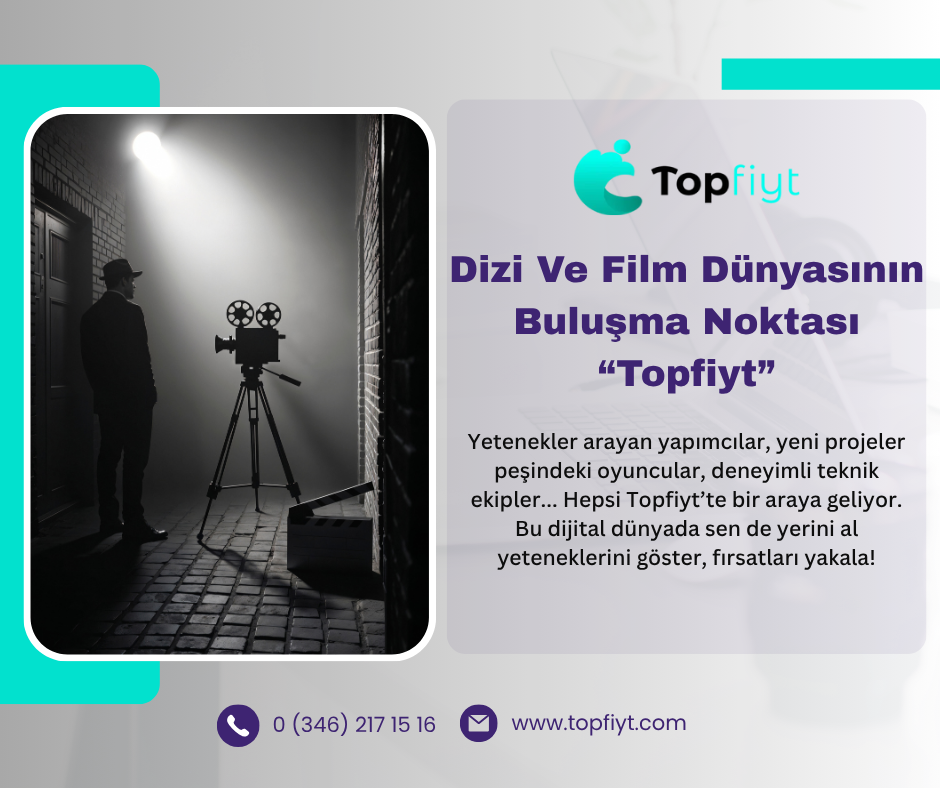 Topfiyt
Dizi Ve Film Dünyasının
Buluşma Noktası
“Topfiyt”
Yetenekler arayan yapımcılar, yeni projeler
peşindeki oyuncular, deneyimli teknik
ekipler... Hepsi Topfiyt’te bir araya geliyor.
Bu dijital dünyada sen de yerini al
yeteneklerini göster, fırsatları yakala!
0 (346) 217 15 16
www.topfiyt.com